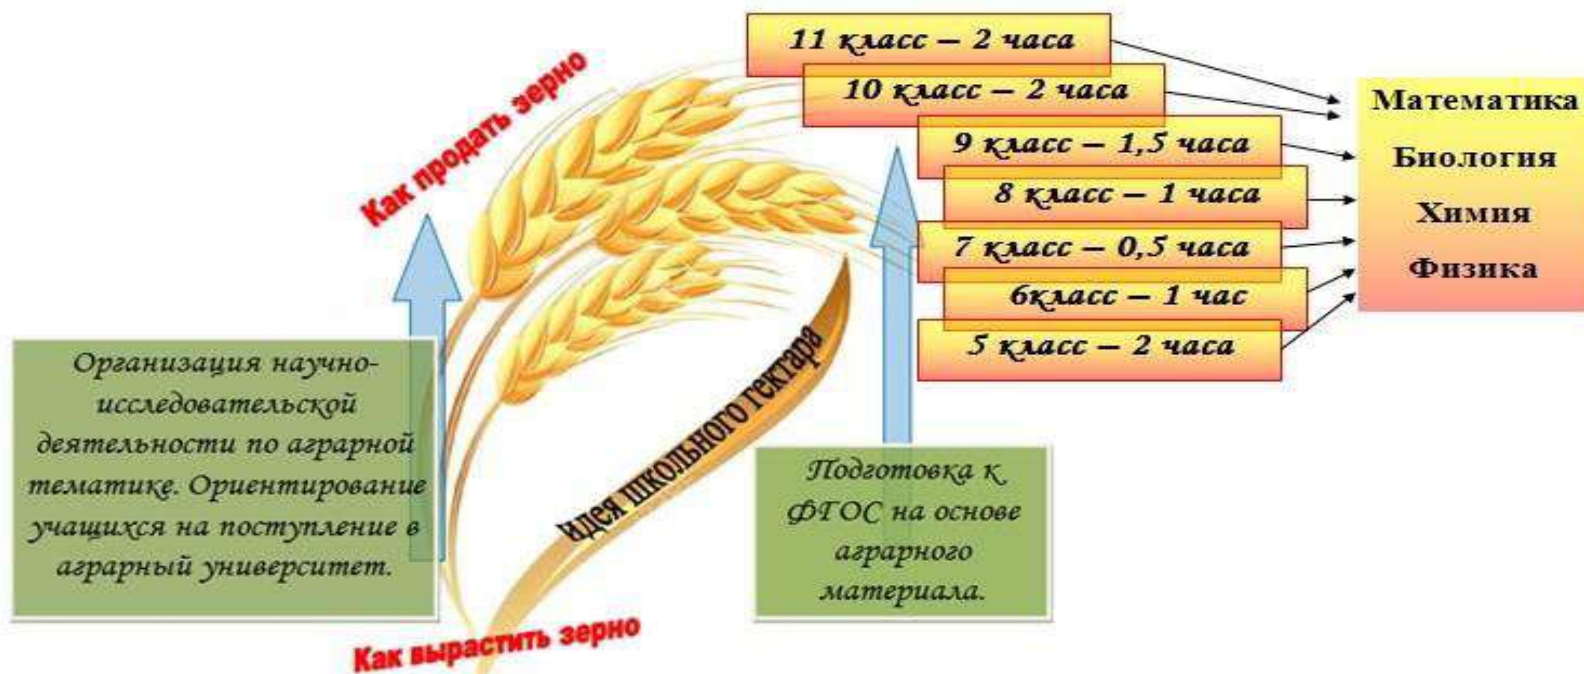 Как продать зерно
11 класс – 2 часа
10 класс – 2 часа
9 класс – 1,5 часа
8 класс – 1 часа
7 класс – 0,5 часа
6класс – 1 час
5 класс – 2 часа
Математика
Биология
Химия
Физика
Организация научно-
исследовательской
деятельности по аграрной
тематике. Ориентирование
учащихся на поступление в
аграрный университет.
идея школьного гектара
Подготовка к
ФГОС на основе
аграрного
материала.
Как вырастить зерно